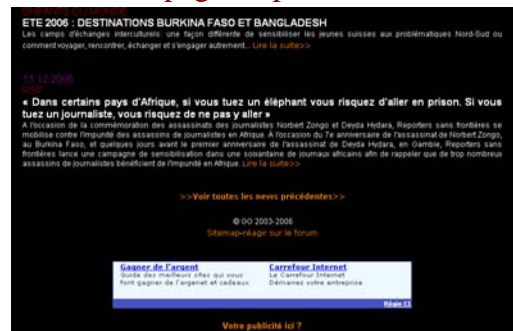 ENFANTS DU MONDE
ETE 2006 : DESTINATIONS BURKINA FASO ET BANGLADESH
Les camps d'échanges interculturels: une façon différente de sensibiliser les jeunes suisses aux problématiques Nord-Sud ou
comment voyager, rencontrer, échanger et s'engager autrement... Lire la suite>>
13.12.2005
RSF
« Dans certains pays d'Afrique, si vous tuez un éléphant vous risquez d'aller en prison. Si vous
tuez un journaliste, vous risquez de ne pas y aller »
A l'occasion de la commémoration des assassinats des journalistes Norbert Zongo et Deyda Hydara, Reporters sans frontières se
mobilise contre l'impunité des assassins de journalistes en Afrique. À l'occasion du 7e anniversaire de l'assassinat de Norbert Zongo,
au Burkina Faso, et quelques jours avant le premier anniversaire de l'assassinat de Deyda Hydara, en Gambie, Reporters sans
frontières lance une campagne de sensibilisation dans une soixantaine de journaux africains afin de rappeler que de trop nombreux
assassins de journalistes bénéficient de l'impunité en Afrique. Lire la suite>>
>>Voir toutes les news précédentes>>
2003-2006
Sitemap-réagir sur le forum
Gagner de l'argent
Guide des meilleurs sites qui vous
font gagner de l'argenet et cadeaux
Carrefour Internet
Le Carrefour Internet
Démarrez votre entreprise
Votre publicité ici ?